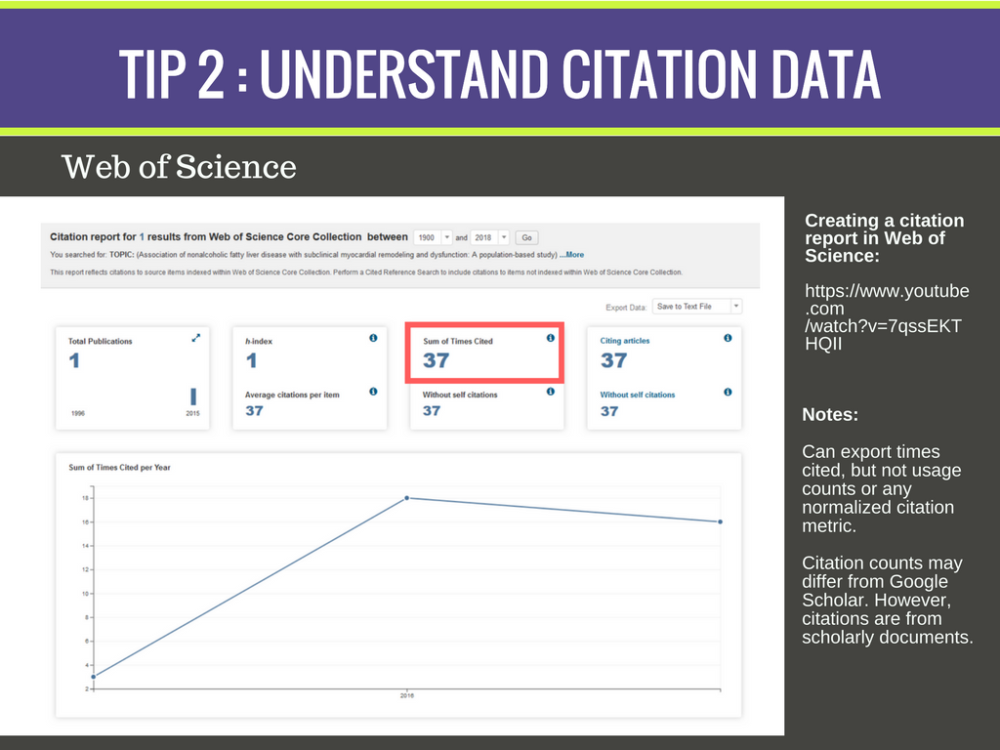 TIP 2 : UNDERSTAND CITATION DATA
Web of Science
Citation report for 1 results from Web of Science Core Collection between 1900 and 2018 Go
You searched for: TOPIC: (Association of nonalcoholic fatty liver disease with subclinical myocardial remodeling and dysfunction: A population-based study) ...More
This report reflects citations to source items indexed within Web of Science Core Collection. Perform a Cited Reference Search to include citations to items not indexed within Web of Science Core Collection.
Export Data: Save to Text File
Total Publications
1
1996 2015
h-index
1
Average citations per item
37
Sum of Times Cited
37
Without self citations
37
Citing articles
37
Without self citations
37
Sum of Times Cited per Year
18
16
14
12
10
8
6
4
2
2016
Creating a citation
report in Web of
Science:
https://www.youtube
.com
/watch?v=7qssEKT
HQII
Notes:
Can export times
cited, but not usage
counts or any
normalized citation
metric.
Citation counts may
differ from Google
Scholar. However,
citations are from
scholarly documents.